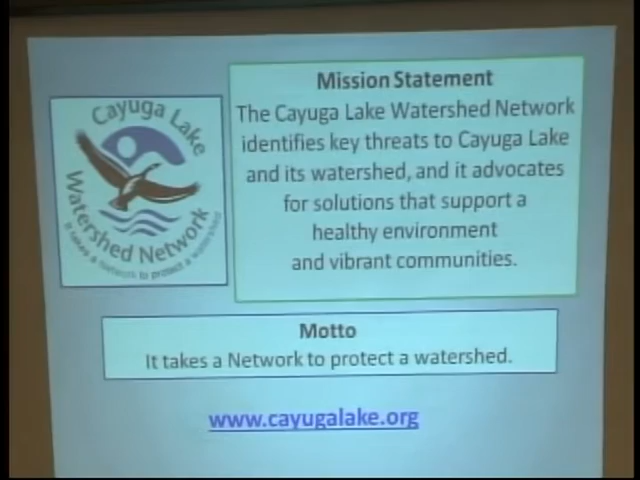 Cayuga Lake
Watershed Network
It takes a Network to protect a watershed
Mission Statement
The Cayuga Lake Watershed Network
identifies key threats to Cayuga Lake
and its watershed, and it advocates
for solutions that support a
healthy environment
and vibrant communities.
Motto
It takes a Network to protect a watershed.
www.cayugalake.org